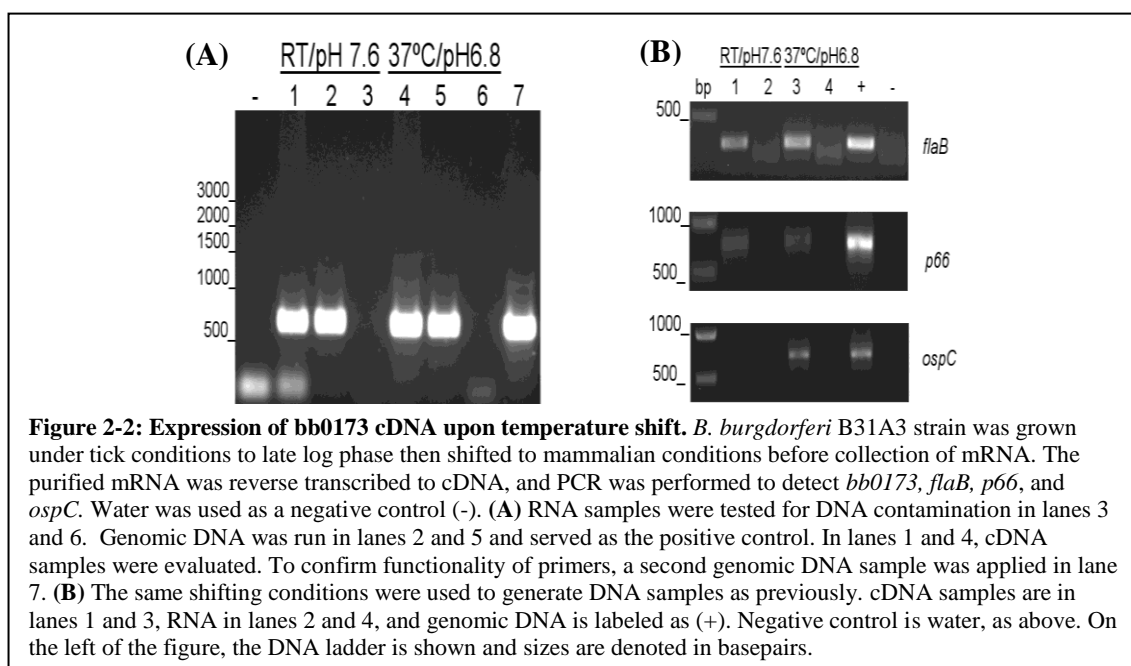 (A)
RT/pH 7.6 37ºC/pH6.8
- 1 2 3 4 5 6 7
3000
2000
1500
1000
500
(B)
RT/pH7.6 37ºC/pH6.8
bp 1 2 3 4 + -
500
flaB
1000
p66
500
1000
ospC
500
Figure 2-2: Expression of bb0173 cDNA upon temperature shift. B. burgdorferi B31A3 strain was grown
under tick conditions to late log phase then shifted to mammalian conditions before collection of mRNA. The
purified mRNA was reverse transcribed to cDNA, and PCR was performed to detect bb0173, flaB, p66, and
ospC. Water was used as a negative control (-). (A) RNA samples were tested for DNA contamination in lanes 3
and 6. Genomic DNA was run in lanes 2 and 5 and served as the positive control. In lanes 1 and 4, cDNA
samples were evaluated. To confirm functionality of primers, a second genomic DNA sample was applied in lane
7. (B) The same shifting conditions were used to generate DNA samples as previously. cDNA samples are in
lanes 1 and 3, RNA in lanes 2 and 4, and genomic DNA is labeled as (+). Negative control is water, as above. On
the left of the figure, the DNA ladder is shown and sizes are denoted in basepairs.